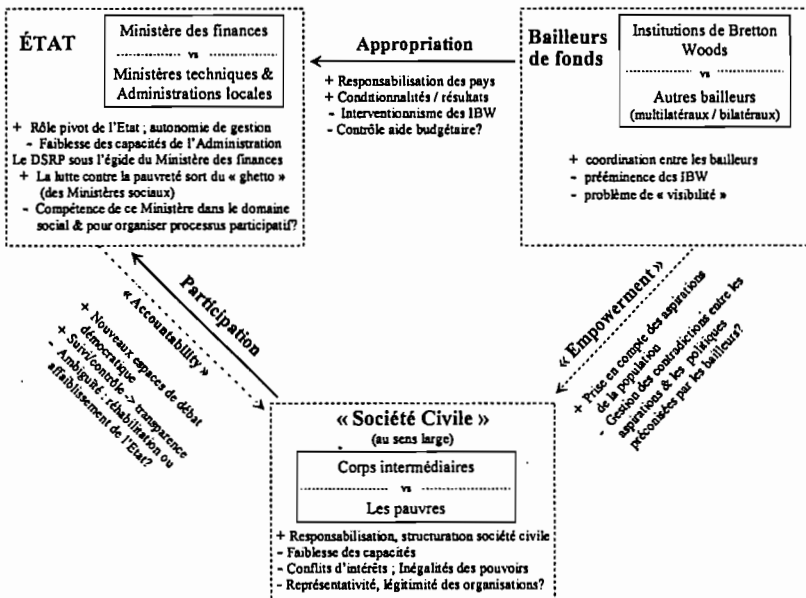 ÉTAT
Ministère des finances
vs
Ministères techniques &
Administrations locales
+ Rôle pivot de l'Etat ; autonomie de gestion
- Faiblesse des capacités de l'Administration
Le DSRP sous l'égide du Ministère des finances
+ La lutte contre la pauvreté sort du « ghetto »
(des Ministères sociaux)
- Compétence de ce Ministère dans le domaine
social & pour organiser processus participatif?
Appropriation
+ Responsabilisation des pays
+ Conditionnalités / résultats
- Interventionnisme des IBW
- Contrôle aide budgétaire?
Bailleurs
de fonds
Institutions de Bretton
Woods
vs
Autres bailleurs
(multilatéraux / bilatéraux)
+ coordination entre les bailleurs
- prééminence des IBW
- problème de « visibilité »
Participation
« Accountability »
+ Nouveaux espaces de débat
démocratique
+ Suivi/contrôle -> transparence
- Ambiguïté : réhabilitation ou
affaiblissement de l'Etat?
« Empowerment »
+ Prise en compte des aspirations
de la population
- Gestion des contradictions entre les
aspirations & les politiques
préconisées par les bailleurs?
« Société Civile »
(au sens large)
Corps intermédiaires
vs
Les pauvres
+ Responsabilisation, structuration société civile
- Faiblesse des capacités
- Conflits d'intérêts ; Inégalités des pouvoirs
- Représentativité, légitimité des organisations?